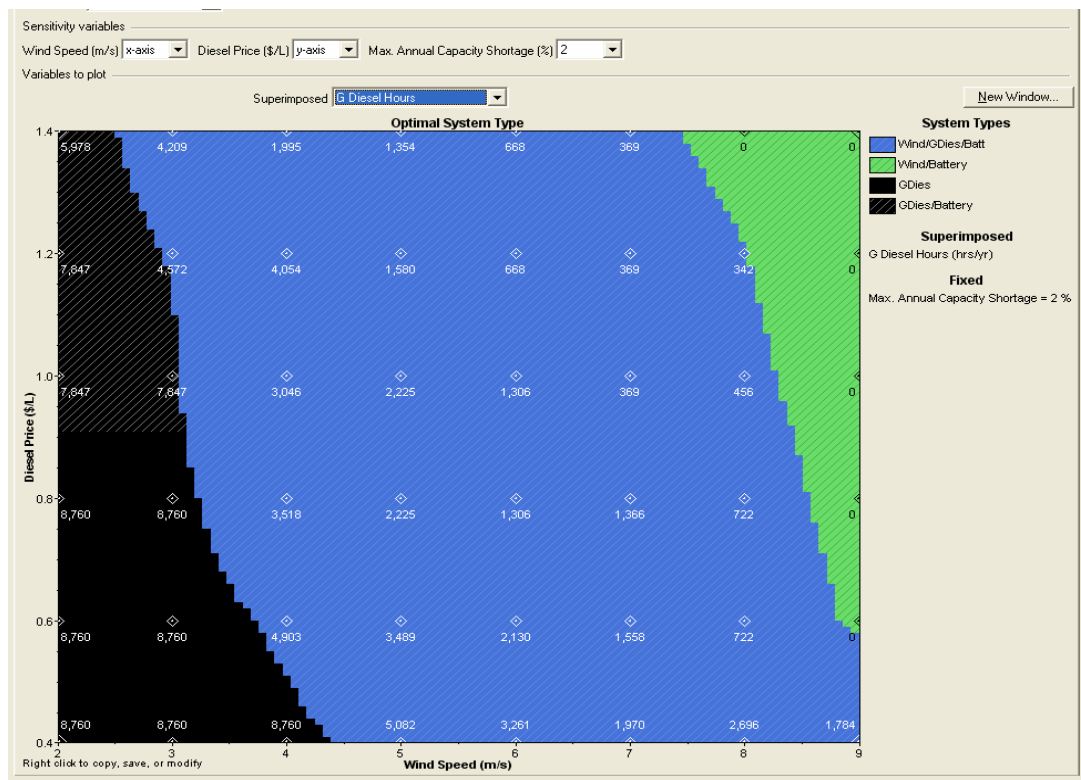 Sensitivity variables
Wind Speed (m/s) x-axis Diesel Price ($/L) y-axis Max. Annual Capacity Shortage (%) 2
Variables to plot
Superimposed G Diesel Hours New Window...
Optimal System Type
System Types
Wind/GDies/Batt
Wind/Battery
GDies
GDies/Battery
Superimposed
G Diesel Hours (hrs/yr)
Fixed
Max. Annual Capacity Shortage = 2 %
Diesel Price ($/L)
1.4
5,978 4,209 1,995 1,354 668 369 0 0
1.2
7,847 4,572 4,054 1,580 668 369 342 0
1.0
7,847 7,847 3,046 2,225 1,306 369 456 0
0.8
8,760 8,760 3,518 2,225 1,306 1,366 722 0
0.6
8,760 8,760 4,903 3,489 2,130 1,558 722 0
8,760 8,760 8,760 5,082 3,261 1,970 2,696 1,784
0.4
2 3 4 5 6 7 8 9
Wind Speed (m/s)
Right click to copy, save, or modify